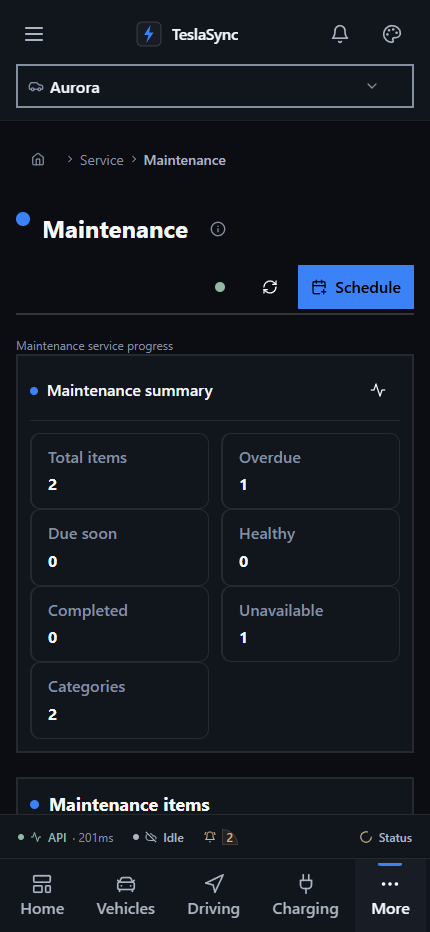 TeslaSync
Aurora
Service
Maintenance
Maintenance
Schedule
Maintenance service progress
Maintenance summary
Total items
2
Overdue
1
Due soon
0
Healthy
0
Completed
0
Unavailable
1
Categories
2
Maintenance items
API · 201ms
Idle
2
Status
Home
Vehicles
Driving
Charging
More